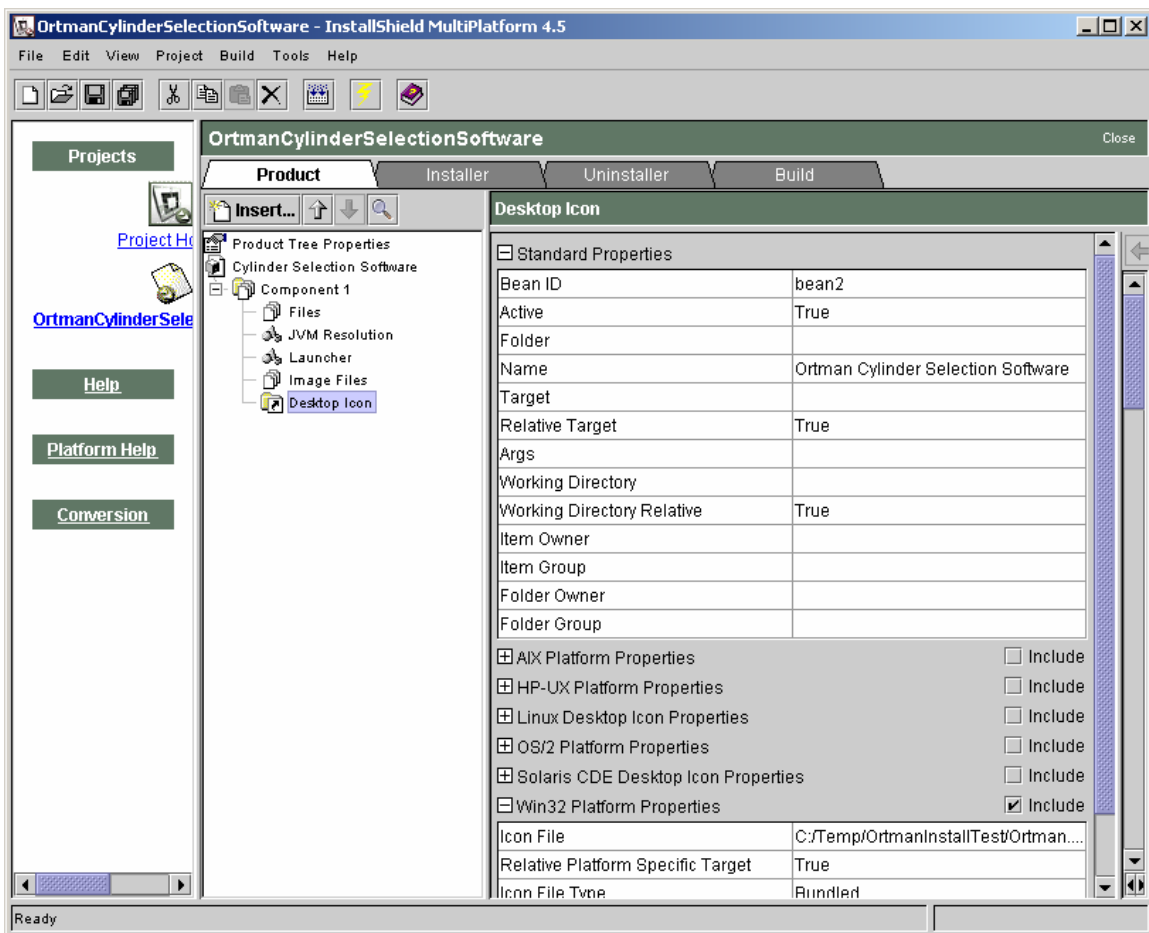 OrtmanCylinderSelectionSoftware - InstallShield MultiPlatform 4.5
File Edit View Project Build Tools Help
Projects
Project Ho
OrtmanCylinderSele
Help
Platform Help
Conversion
OrtmanCylinderSelectionSoftware Close
Product Installer Uninstaller Build
Insert...
Product Tree Properties
Cylinder Selection Software
Component 1
Files
JVM Resolution
Launcher
Image Files
Desktop Icon
Desktop Icon
Standard Properties
Bean ID bean2
Active True
Folder
Name Ortman Cylinder Selection Software
Target
Relative Target True
Args
Working Directory
Working Directory Relative True
Item Owner
Item Group
Folder Owner
Folder Group
AIX Platform Properties Include
HP-UX Platform Properties Include
Linux Desktop Icon Properties Include
OS/2 Platform Properties Include
Solaris CDE Desktop Icon Properties Include
Win32 Platform Properties Include
Icon File C:/Temp/OrtmanInstallTest/Ortman....
Relative Platform Specific Target True
Icon File Type Bundled
Ready